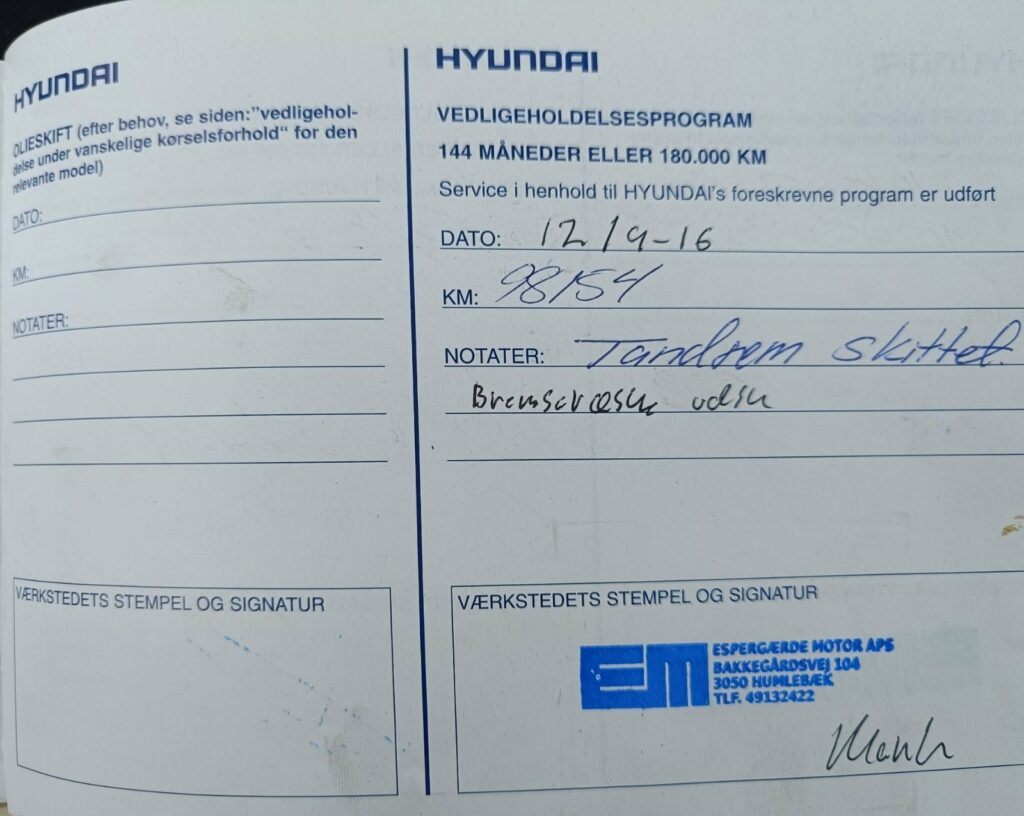 HYUNDAI
OLIESKIFT (efter behov, se siden:"vedligehol-
delse under vanskelige kørselsforhold" for den
relevante model)
DATO:
KM:
NOTATER:
VÆRKSTEDETS STEMPEL OG SIGNATUR
HYUNDAI
VEDLIGEHOLDELSESPROGRAM
144 MÅNEDER ELLER 180.000 KM
Service i henhold til HYUNDAI's foreskrevne program er udført
DATO: 12/9-16
KM: 98154
NOTATER: Tandrem skiftet.
Bremsevæske
VÆRKSTEDETS STEMPEL OG SIGNATUR
EM
ESPERGÆRDE MOTOR APS
BAKKEGÅRDSVEJ 104
3050 HUMLEBÆK
TLF. 49132422